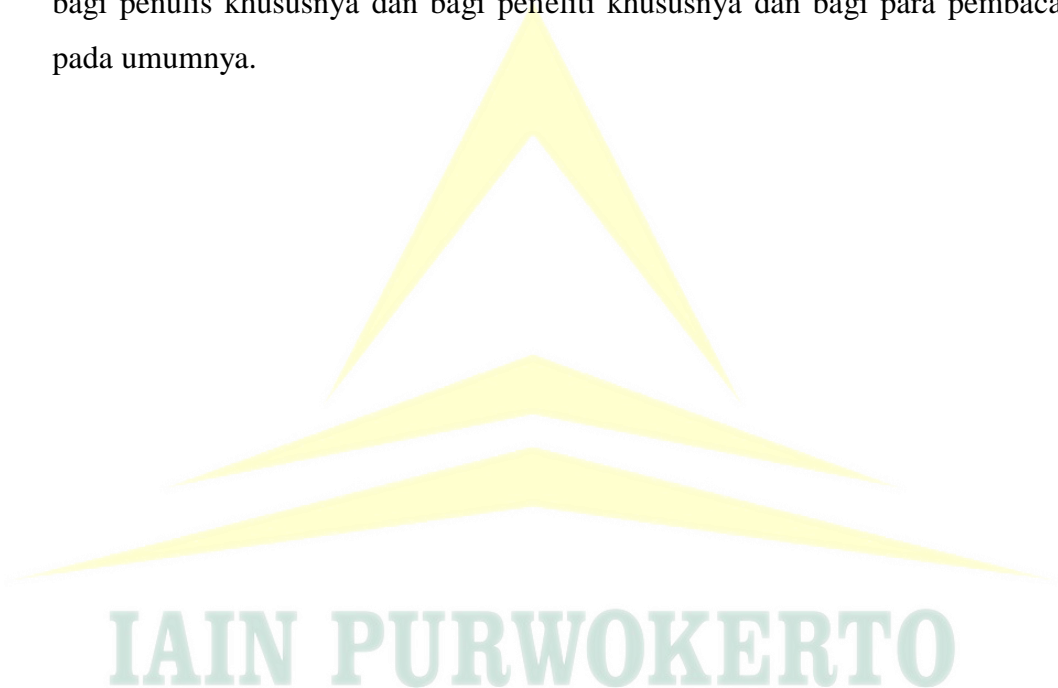 bagi penulis khususnya dan bagi peneliti khususnya dan bagi para pembaca
pada umumnya.
IAIN PURWOKERTO